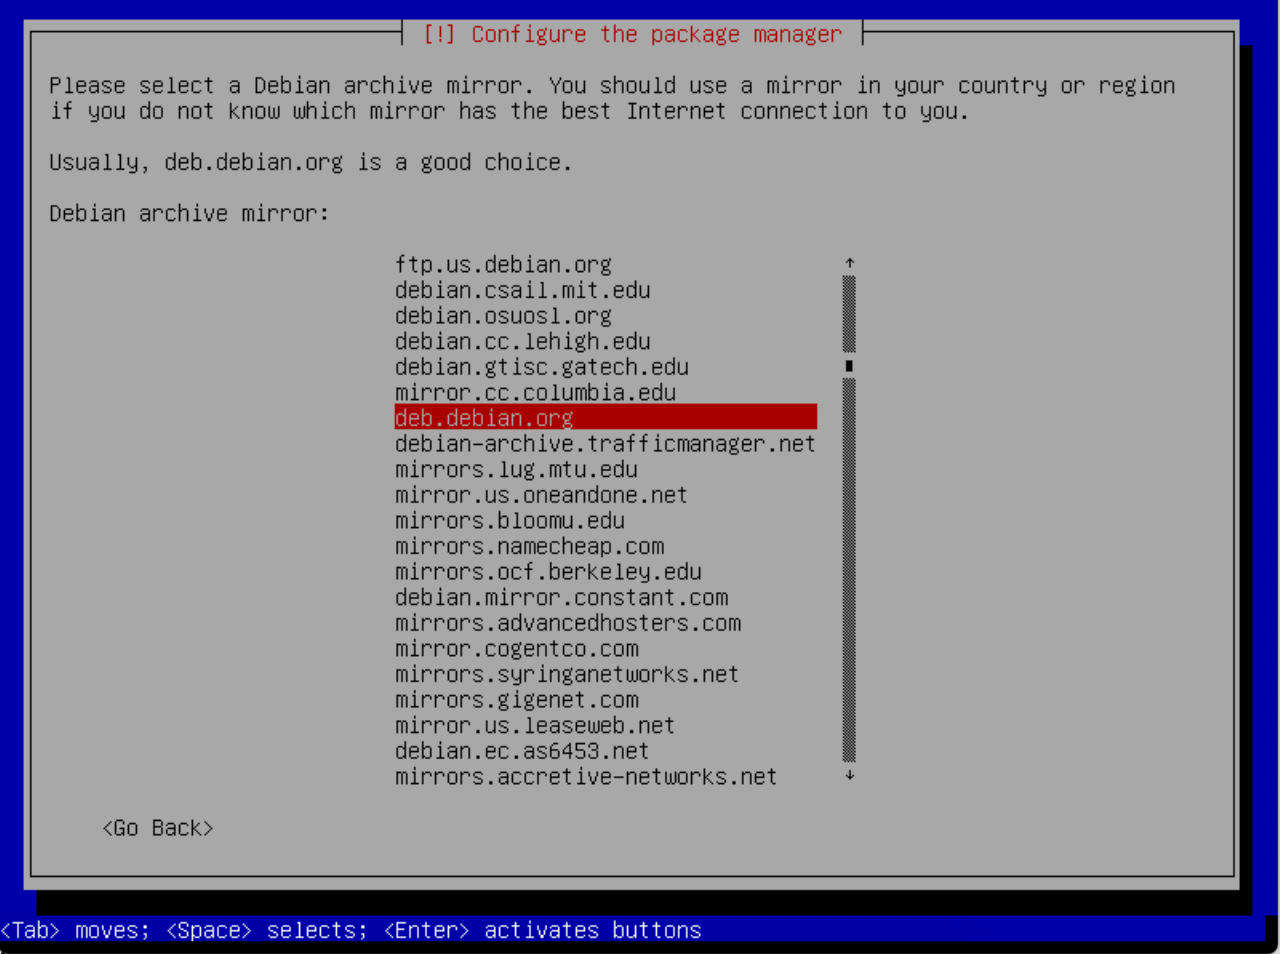 [!] Configure the package manager
Please select a Debian archive mirror. You should use a mirror in your country or region
if you do not know which mirror has the best Internet connection to you.
Usually, deb.debian.org is a good choice.
Debian archive mirror:
ftp.us.debian.org
debian.csail.mit.edu
debian.osuosl.org
debian.cc.lehigh.edu
debian.gtisc.gatech.edu
mirror.cc.columbia.edu
deb.debian.org
debian-archive.trafficmanager.net
mirrors.lug.mtu.edu
mirror.us.oneandone.net
mirrors.bloomu.edu
mirrors.namecheap.com
mirrors.ocf.berkeley.edu
debian.mirror.constant.com
mirrors.advancedhosters.com
mirror.cogentco.com
mirrors.syringanetworks.net
mirrors.gigenet.com
mirror.us.leaseweb.net
debian.ec.as6453.net
mirrors.accretive-networks.net
<Go Back>
<Tab> moves; <Space> selects; <Enter> activates buttons